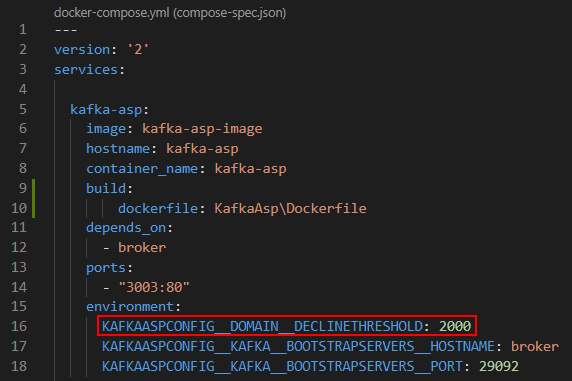 docker-compose.yml (compose-spec.json)
1 ---
2 version: '2'
3 services:
4
5   kafka-asp:
6     image: kafka-asp-image
7     hostname: kafka-asp
8     container_name: kafka-asp
9     build:
10         dockerfile: KafkaAsp\Dockerfile
11     depends_on:
12       - broker
13     ports:
14       - "3003:80"
15     environment:
16       KAFKAASPCONFIG__DOMAIN__DECLINETHRESHOLD: 2000
17       KAFKAASPCONFIG__KAFKA__BOOTSTRAPSERVERS__HOSTNAME: broker
18       KAFKAASPCONFIG__KAFKA__BOOTSTRAPSERVERS__PORT: 29092